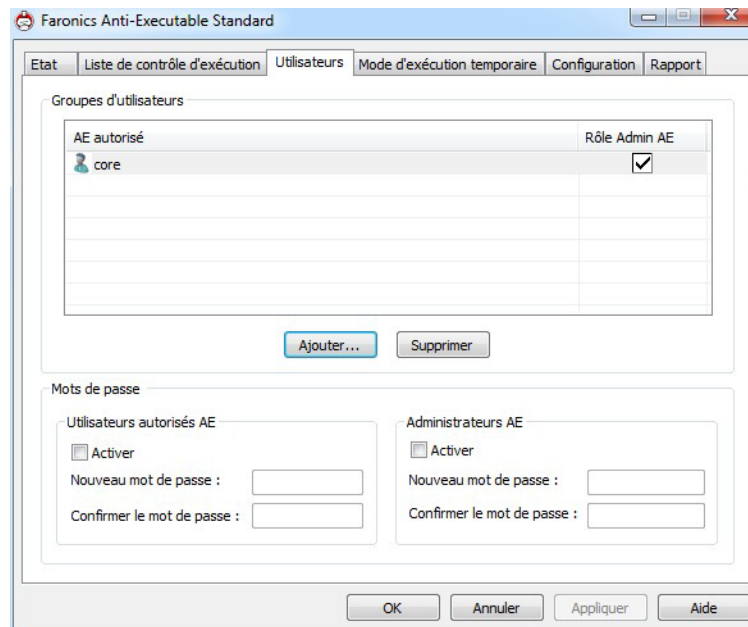 Faronics Anti-Executable Standard
Etat Liste de contrôle d'exécution Utilisateurs Mode d'exécution temporaire Configuration Rapport
Groupes d'utilisateurs
AE autorisé Rôle Admin AE
core
Ajouter... Supprimer
Mots de passe
Utilisateurs autorisés AE Administrateurs AE
Activer Activer
Nouveau mot de passe : Nouveau mot de passe :
Confirmer le mot de passe : Confirmer le mot de passe :
OK Annuler Appliquer Aide